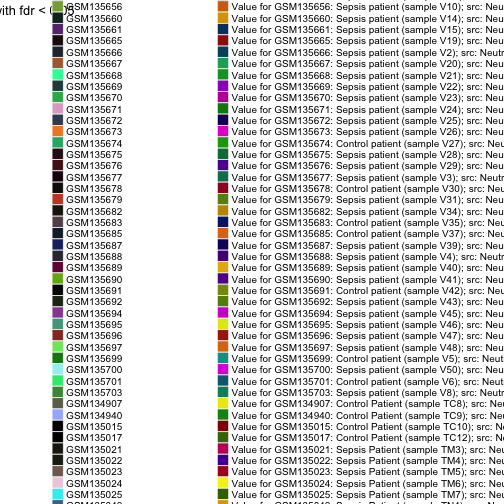 with fdr < 0
GSM135656 Value for GSM135656: Sepsis patient (sample V10); src: Neu
GSM135660 Value for GSM135660: Sepsis patient (sample V14); src: Neu
GSM135661 Value for GSM135661: Sepsis patient (sample V15); src: Neu
GSM135665 Value for GSM135665: Sepsis patient (sample V19); src: Neu
GSM135666 Value for GSM135666: Sepsis patient (sample V2); src: Neutr
GSM135667 Value for GSM135667: Sepsis patient (sample V20); src: Neu
GSM135668 Value for GSM135668: Sepsis patient (sample V21); src: Neu
GSM135669 Value for GSM135669: Sepsis patient (sample V22); src: Neu
GSM135670 Value for GSM135670: Sepsis patient (sample V23); src: Neu
GSM135671 Value for GSM135671: Sepsis patient (sample V24); src: Neu
GSM135672 Value for GSM135672: Sepsis patient (sample V25); src: Neu
GSM135673 Value for GSM135673: Sepsis patient (sample V26); src: Neu
GSM135674 Value for GSM135674: Control patient (sample V27); src: Neu
GSM135675 Value for GSM135675: Sepsis patient (sample V28); src: Neu
GSM135676 Value for GSM135676: Sepsis patient (sample V29); src: Neu
GSM135677 Value for GSM135677: Sepsis patient (sample V3); src: Neutr
GSM135678 Value for GSM135678: Control patient (sample V30); src: Neu
GSM135679 Value for GSM135679: Sepsis patient (sample V31); src: Neu
GSM135682 Value for GSM135682: Sepsis patient (sample V34); src: Neu
GSM135683 Value for GSM135683: Control patient (sample V35); src: Neu
GSM135685 Value for GSM135685: Sepsis patient (sample V37); src: Neu
GSM135687 Value for GSM135687: Sepsis patient (sample V39); src: Neu
GSM135688 Value for GSM135688: Sepsis patient (sample V4); src: Neutr
GSM135689 Value for GSM135689: Sepsis patient (sample V40); src: Neu
GSM135690 Value for GSM135690: Sepsis patient (sample V41); src: Neu
GSM135691 Value for GSM135691: Control patient (sample V42); src: Neu
GSM135692 Value for GSM135692: Sepsis patient (sample V43); src: Neu
GSM135694 Value for GSM135694: Sepsis patient (sample V45); src: Neu
GSM135695 Value for GSM135695: Sepsis patient (sample V46); src: Neu
GSM135696 Value for GSM135696: Sepsis patient (sample V47); src: Neu
GSM135697 Value for GSM135697: Sepsis patient (sample V48); src: Neu
GSM135699 Value for GSM135699: Control patient (sample V5); src: Neut
GSM135700 Value for GSM135700: Sepsis patient (sample V50); src: Neu
GSM135701 Value for GSM135701: Control patient (sample V6); src: Neut
GSM135703 Value for GSM135703: Sepsis patient (sample V8); src: Neutr
GSM134907 Value for GSM134907: Control Patient (sample TC8); src: Ne
GSM134940 Value for GSM134940: Control Patient (sample TC9); src: Ne
GSM135015 Value for GSM135015: Control Patient (sample TC10); src: N
GSM135017 Value for GSM135017: Control Patient (sample TC12); src: N
GSM135021 Value for GSM135021: Sepsis Patient (sample TM3); src: Ne
GSM135022 Value for GSM135022: Sepsis Patient (sample TM4); src: Ne
GSM135023 Value for GSM135023: Sepsis Patient (sample TM5); src: Ne
GSM135024 Value for GSM135024: Sepsis Patient (sample TM6); src: Ne
GSM135025 Value for GSM135025: Sepsis Patient (sample TM7); src: Ne